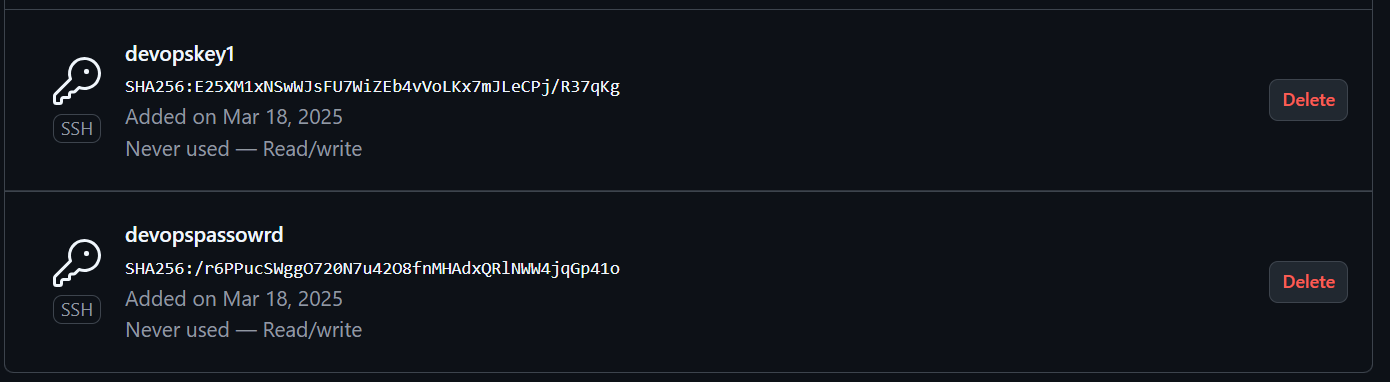 devopskey1
SHA256:E25XM1xNSwWJsFU7WiZEb4vVoLKx7mJLeCPj/R37qKg
Delete
Added on Mar 18, 2025
SSH
Never used — Read/write
devopspassowrd
SHA256:/r6PPucSWggO720N7u42O8fnMHAdxQRlNWW4jqGp41o
Delete
Added on Mar 18, 2025
SSH
Never used — Read/write